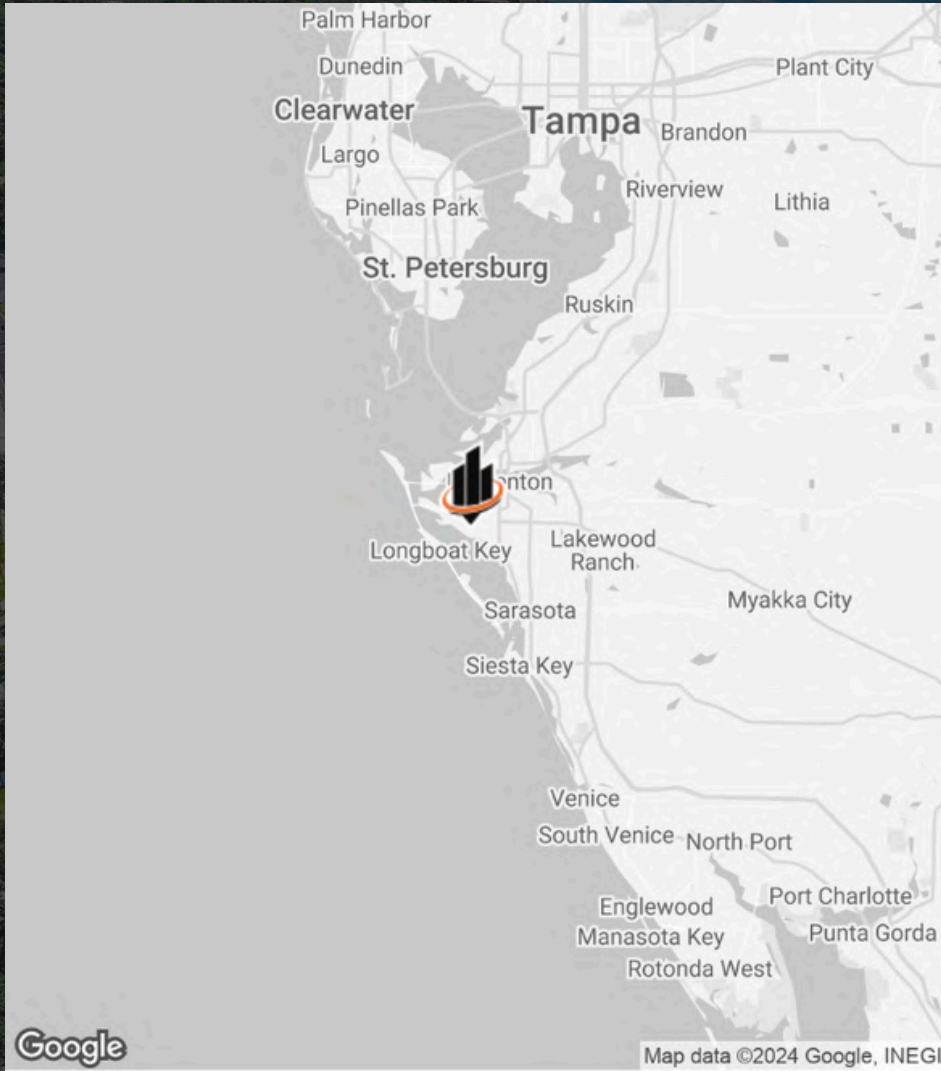 Palm Harbor
Dunedin
Plant City
Clearwater
Tampa
Brandon
Largo
Riverview
Pinellas Park
Lithia
St. Petersburg
Ruskin
Longboat Key
Lakewood
Ranch
Myakka City
Sarasota
Siesta Key
Venice
South Venice
North Port
Port Charlotte
Englewood
Punta Gorda
Manasota Key
Rotonda West
Google
Map data ©2024 Google, INEGI